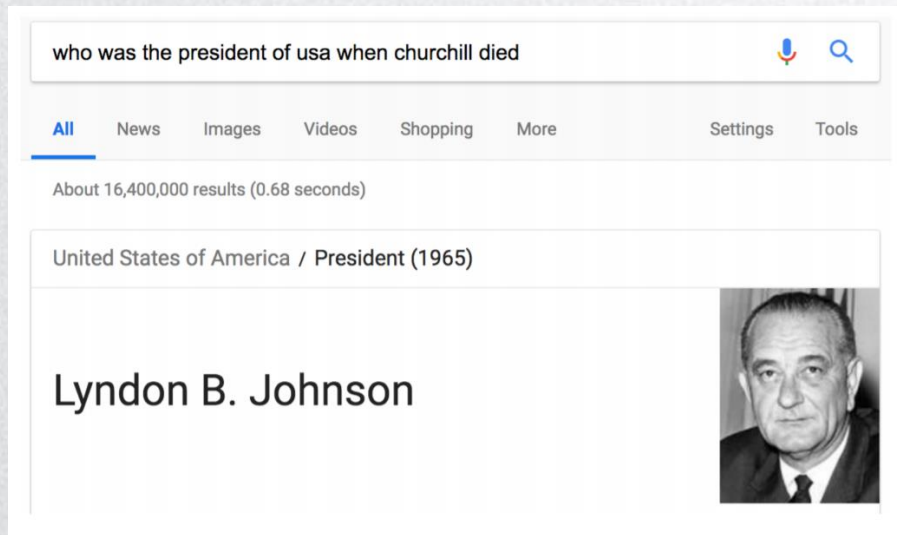 who was the president of usa when churchill died
All News Images Videos Shopping More Settings Tools
About 16,400,000 results (0.68 seconds)
United States of America / President (1965)
Lyndon B. Johnson